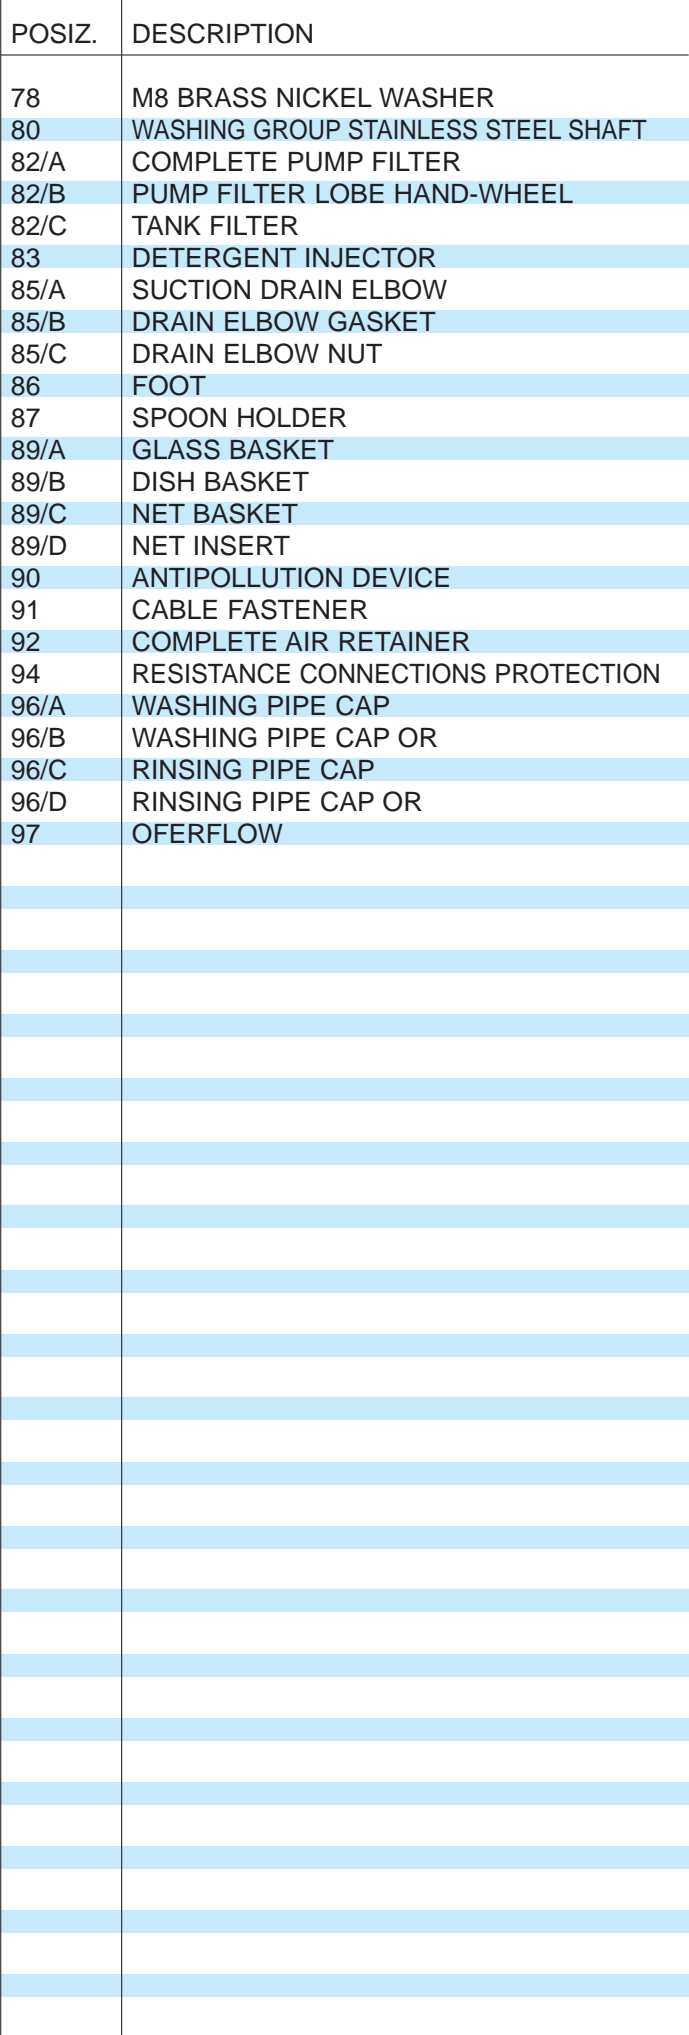 POSIZ. DESCRIPTION
78 M8 BRASS NICKEL WASHER
80 WASHING GROUP STAINLESS STEEL SHAFT
82/A COMPLETE PUMP FILTER
82/B PUMP FILTER LOBE HAND-WHEEL
82/C TANK FILTER
83 DETERGENT INJECTOR
85/A SUCTION DRAIN ELBOW
85/B DRAIN ELBOW GASKET
85/C DRAIN ELBOW NUT
86 FOOT
87 SPOON HOLDER
89/A GLASS BASKET
89/B DISH BASKET
89/C NET BASKET
89/D NET INSERT
90 ANTIPOLLUTION DEVICE
91 CABLE FASTENER
92 COMPLETE AIR RETAINER
94 RESISTANCE CONNECTIONS PROTECTION
96/A WASHING PIPE CAP
96/B WASHING PIPE CAP OR
96/C RINSING PIPE CAP
96/D RINSING PIPE CAP OR
97 OFERFLOW